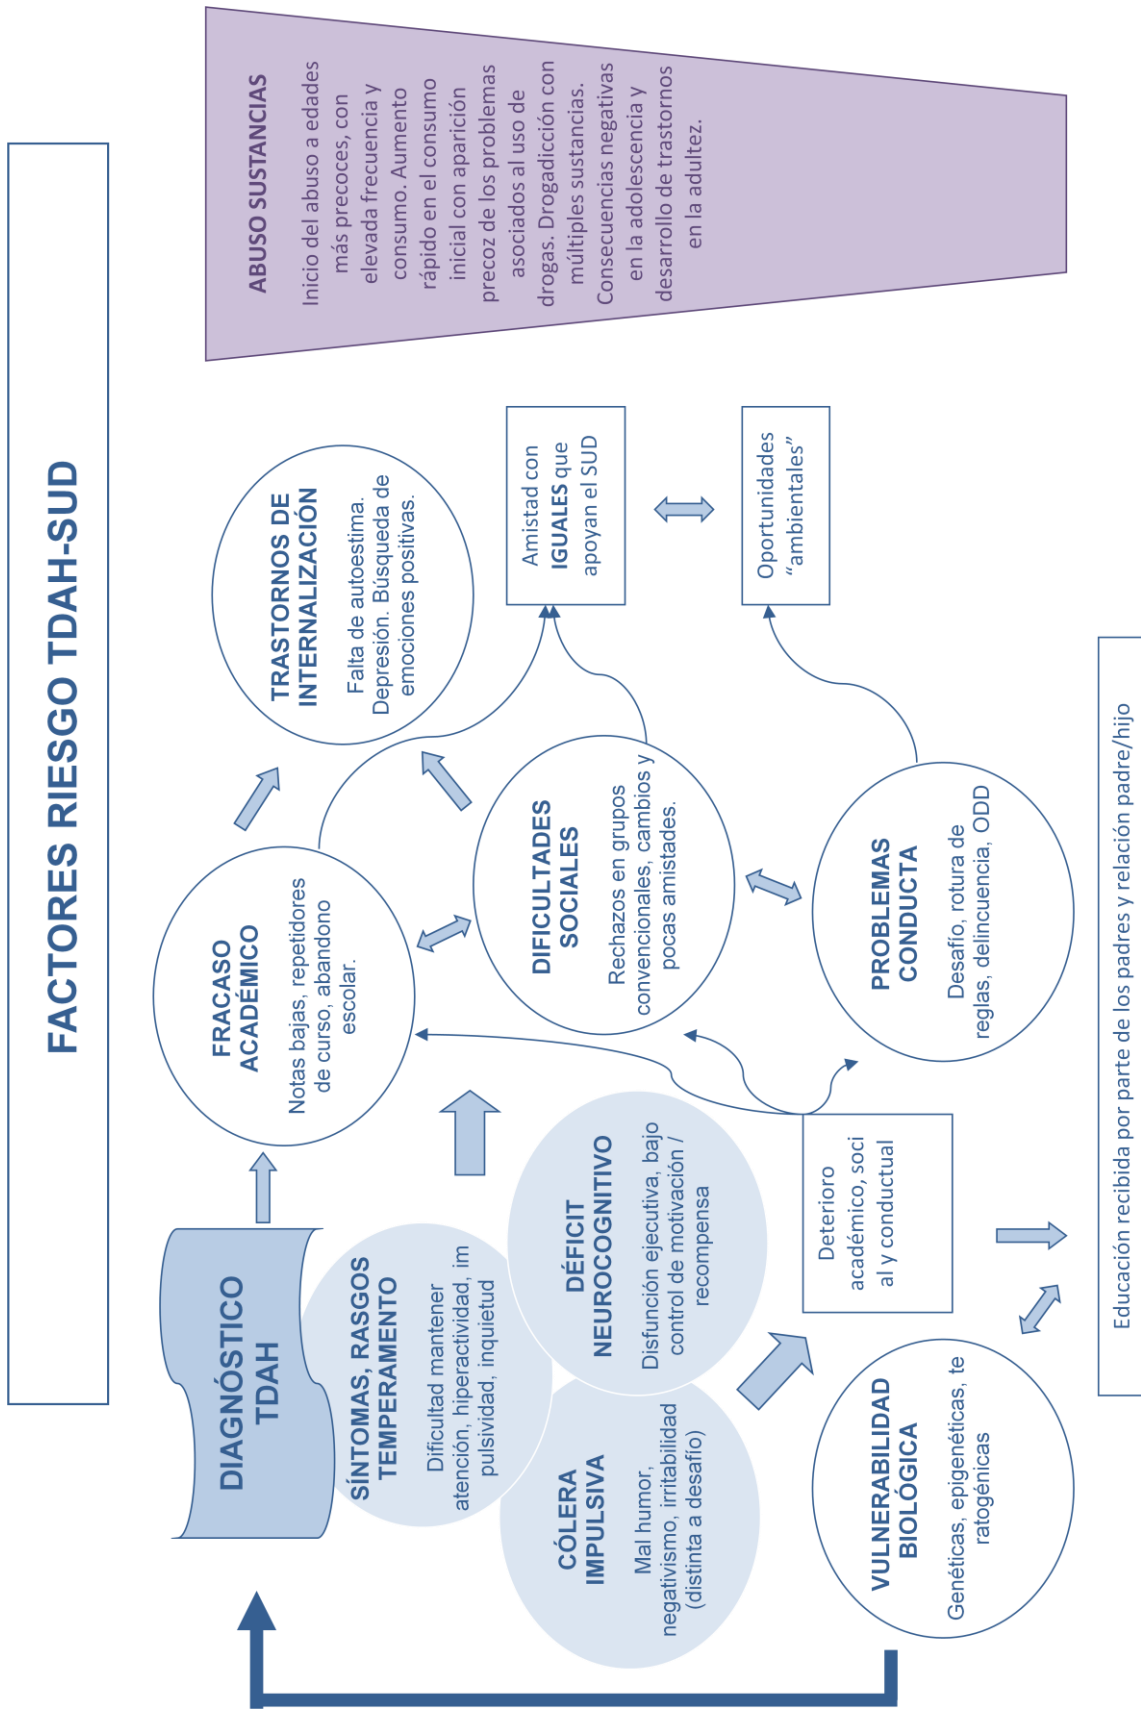 FACTORES RIESGO TDAH-SUD
DIAGNÓSTICO
TDAH
SÍNTOMAS, RASGOS
TEMPERAMENTO
Dificultad mantener
atención, hiperactividad, im
pulsividad, inquietud
CÓLERA
IMPULSIVA
Mal humor,
negativismo, irritabilidad
(distinta a desafío)
DÉFICIT
NEUROCOGNITIVO
Disfunción ejecutiva, bajo
control de motivación /
recompensa
VULNERABILIDAD
BIOLÓGICA
Genéticas, epigenéticas, te
ratogénicas
Deterioro
académico, soci
al y conductual
FRACASO
ACADÉMICO
Notas bajas, repetidores
de curso, abandono
escolar.
DIFICULTADES
SOCIALES
Rechazos en grupos
convencionales, cambios y
pocas amistades.
PROBLEMAS
CONDUCTA
Desafío, rotura de
reglas, delincuencia, ODD
TRASTORNOS DE
INTERNALIZACIÓN
Falta de autoestima.
Depresión. Búsqueda de
emociones positivas.
Amistad con
IGUALES que
apoyan el SUD
Oportunidades
“ambientales”
Educación recibida por parte de los padres y relación padre/hijo
ABUSO SUSTANCIAS
Inicio del abuso a edades
más precoces, con
elevada frecuencia y
consumo. Aumento
rápido en el consumo
inicial con aparición
precoz de los problemas
asociados al uso de
drogas. Drogadicción con
múltiples sustancias.
Consecuencias negativas
en la adolescencia y
desarrollo de trastornos
en la adultez.